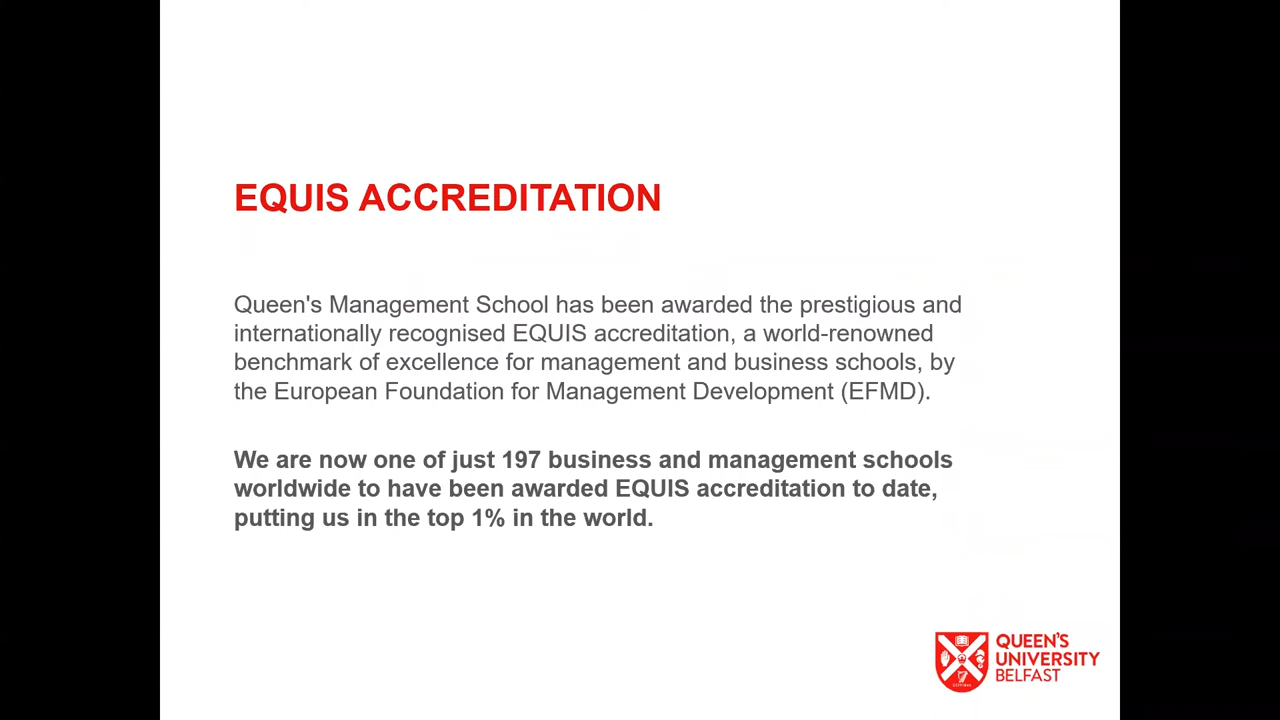 EQUIS ACCREDITATION
Queen's Management School has been awarded the prestigious and
internationally recognised EQUIS accreditation, a world-renowned
benchmark of excellence for management and business schools, by
the European Foundation for Management Development (EFMD).
We are now one of just 197 business and management schools
worldwide to have been awarded EQUIS accreditation to date,
putting us in the top 1% in the world.
QUEEN'S
UNIVERSITY
BELFAST